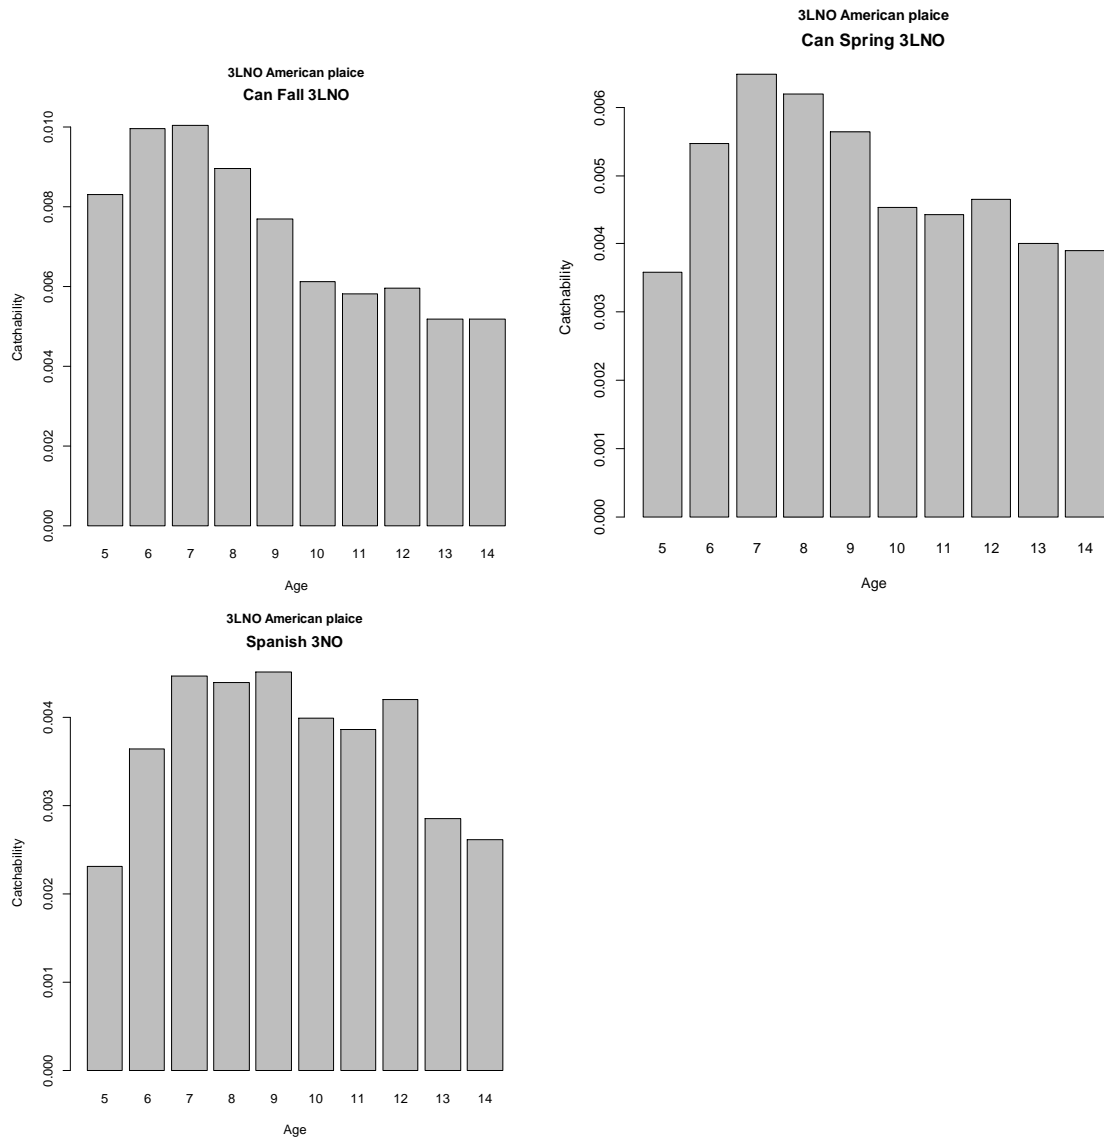 3LNO American plaice
Can Fall 3LNO
Catchability
0.000 0.002 0.004 0.006 0.008 0.010
5 6 7 8 9 10 11 12 13 14
Age
3LNO American plaice
Can Spring 3LNO
Catchability
0.000 0.001 0.002 0.003 0.004 0.005 0.006
5 6 7 8 9 10 11 12 13 14
Age
3LNO American plaice
Spanish 3NO
Catchability
0.000 0.001 0.002 0.003 0.004
5 6 7 8 9 10 11 12 13 14
Age